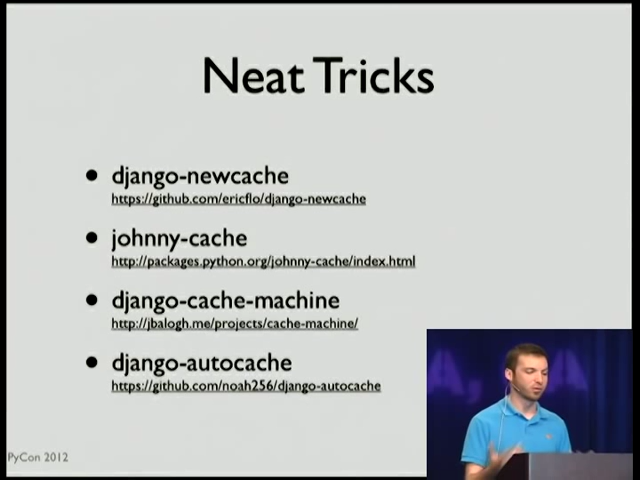 Neat Tricks
• django-newcache
https://github.com/ericflo/django-newcache
• johnny-cache
http://packages.python.org/johnny-cache/index.html
• django-cache-machine
http://jbalogh.me/projects/cache-machine/
• django-autocache
https://github.com/noah256/django-autocache
PyCon 2012